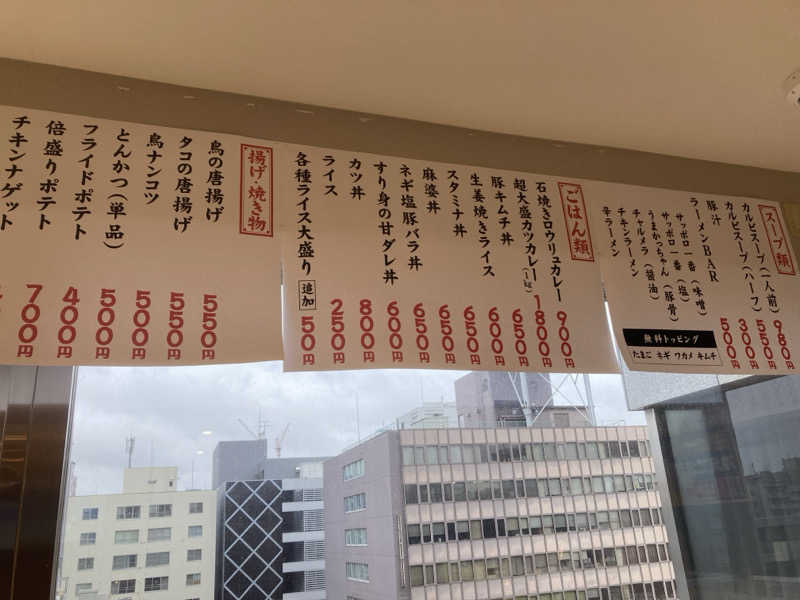 スープ類
カルビスープ(一人前) 980円
カルビスープ(ハーフ) 550円
豚汁 300円
ラーメンBAR 500円
サッポロ一番(味噌)
サッポロ一番(塩)
うまかっちゃん(豚骨)
チャルメラ(醤油)
チキンラーメン
辛ラーメン
無料トッピング
たまご ネギ ワカメ キムチ
ごはん類
石焼きロウリュカレー 900円
超大盛カツカレー(1kg) 1800円
豚キムチ丼 650円
生姜焼きライス 600円
スタミナ丼 650円
麻婆丼 650円
ネギ塩豚バラ丼 650円
すり身の甘ダレ丼 600円
カツ丼 800円
ライス 250円
各種ライス大盛り 追加 50円
揚げ・焼き物
鳥の唐揚げ 550円
タコの唐揚げ 550円
鳥ナンコツ 500円
とんかつ(単品) 500円
フライドポテト 400円
倍盛りポテト 700円
チキンナゲット